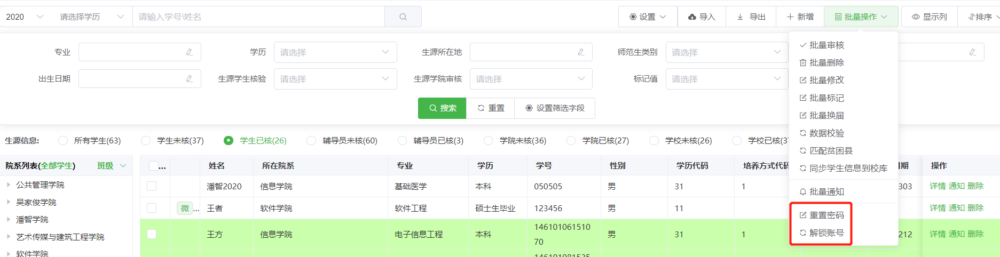 2020 请选择学历 请输入学号\姓名 设置 导入 导出 新增 批量操作 显示列 排序
专业 学历 请选择 生源所在地 师范生类别 请选择
出生日期 生源学生核验 请选择 生源学院审核 请选择 标记值 请选择
搜索 重置 设置筛选字段
批量审核
批量删除
批量修改
批量标记
批量换届
数据校验
匹配贫困县
同步学生信息到校库
批量通知
重置密码
解锁账号
生源信息: 所有学生(63) 学生未核(37) 学生已核(26) 辅导员未核(60) 辅导员已核(3) 学院未核(36) 学院已核(27) 学校未核(26) 学校已核(3
院系列表(全部学生) 班级
公共管理学院
吴家俊学院
潘智学院
艺术传媒与建筑工程学院
软件学院
... 姓名 所在院系 专业 学历 学号 性别 学历代码 培养方式代码 期 操作
潘智2020 信息学院 基础医学 本科 050505 男 31 1 303 详情 通知 删除
微 ... 王者 软件学院 软件工程 硕士生毕业 123456 男 11 详情 通知 删除
王方 信息学院 电子信息工程 本科 146101061510 70 男 31 1 212 详情 通知 删除
146101081535